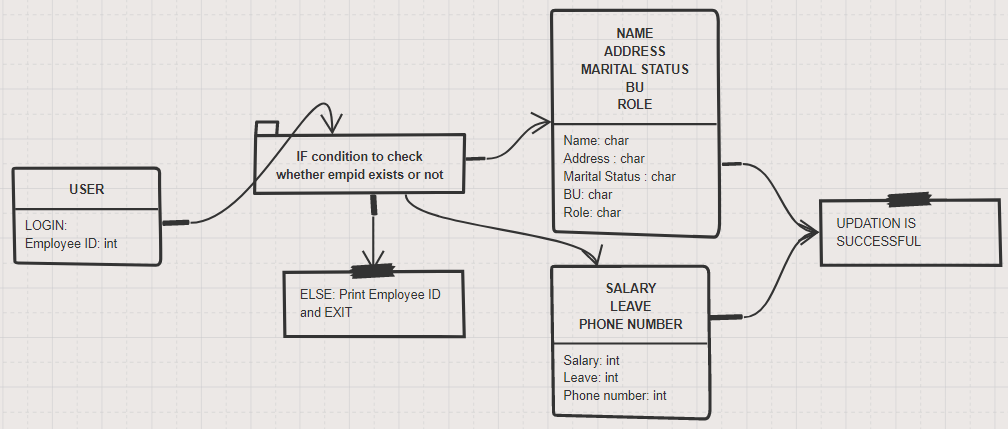 USER
LOGIN:
Employee ID: int
IF condition to check
whether empid exists or not
ELSE: Print Employee ID
and EXIT
NAME
ADDRESS
MARITAL STATUS
BU
ROLE
Name: char
Address : char
Marital Status : char
BU: char
Role: char
SALARY
LEAVE
PHONE NUMBER
Salary: int
Leave: int
Phone number: int
UPDATION IS
SUCCESSFUL